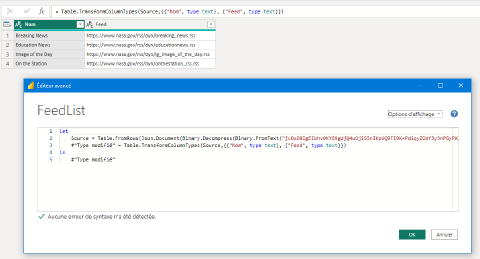 = Table.TransformColumnTypes(Source,{{"Nom", type text}, {"Feed", type text}})
Nom Feed
1 Breaking News https://www.nasa.gov/rss/dyn/breaking_news.rss
2 Education News https://www.nasa.gov/rss/dyn/educationnews.rss
3 Image of the Day https://www.nasa.gov/rss/dyn/lg_image_of_the_day.rss
4 On the Station https://www.nasa.gov/rss/dyn/onthestation_rss.rss
Éditeur avancé
FeedList
Options d'affichage
1 let
2 Source = Table.FromRows(Json.Document(Binary.Decompress(Binary.FromText("
3 #"Type modifié" = Table.TransformColumnTypes(Source,{{"Nom", type text}, {"Feed", type text}})
4 in
5 #"Type modifié"
Aucune erreur de syntaxe n'a été détectée.
OK Annuler